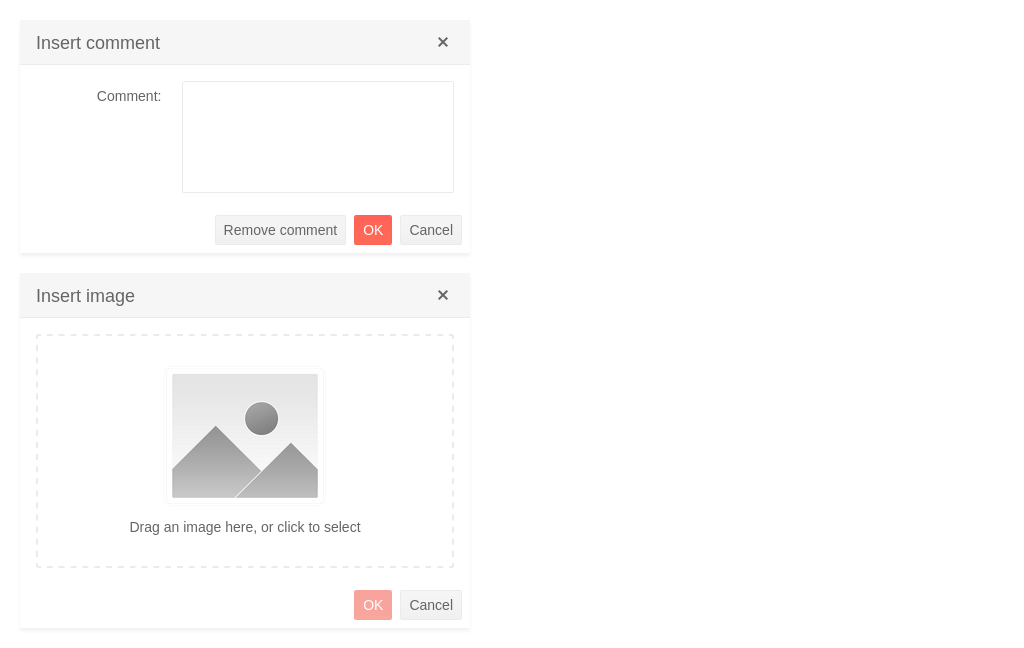 Insert comment
Comment:
Remove comment OK Cancel
Insert image
Drag an image here, or click to select
OK Cancel